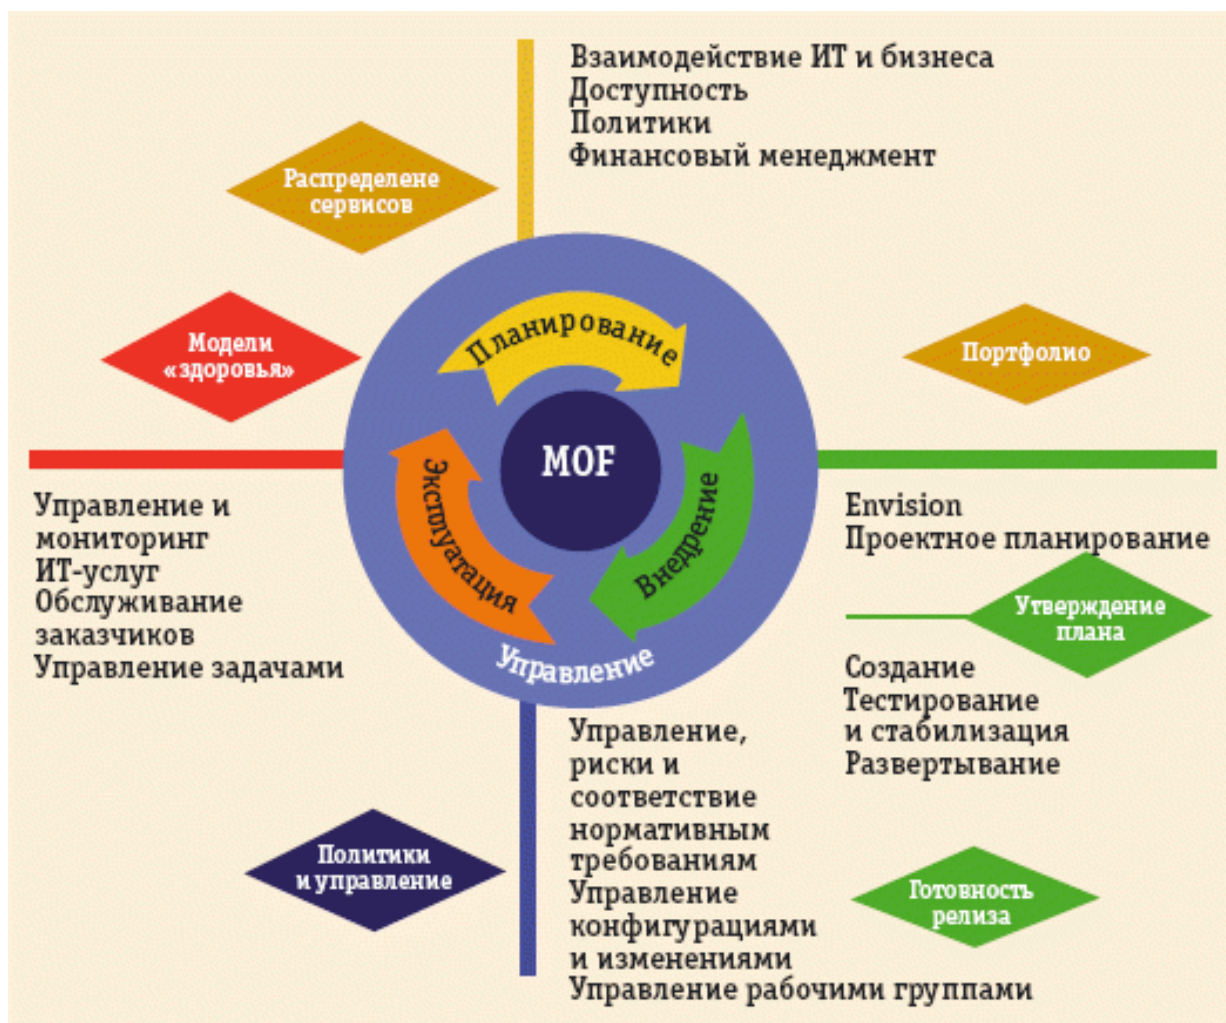 Взаимодействие ИТ и бизнеса
Доступность
Политики
Финансовый менеджмент
Распределене
сервисов
Модели
«здоровья»
Портфолио
Планирование
MOF
Эксплуатация
Внедрение
Управление
Управление и
мониторинг
ИТ-услуг
Обслуживание
заказчиков
Управление задачами
Envision
Проектное планирование
Утверждение
плана
Создание
Тестирование
и стабилизация
Развертывание
Управление,
риски и
соответствие
нормативным
требованиям
Управление
конфигурациями
и изменениями
Управление рабочими группами
Политики
и управление
Готовность
релиза